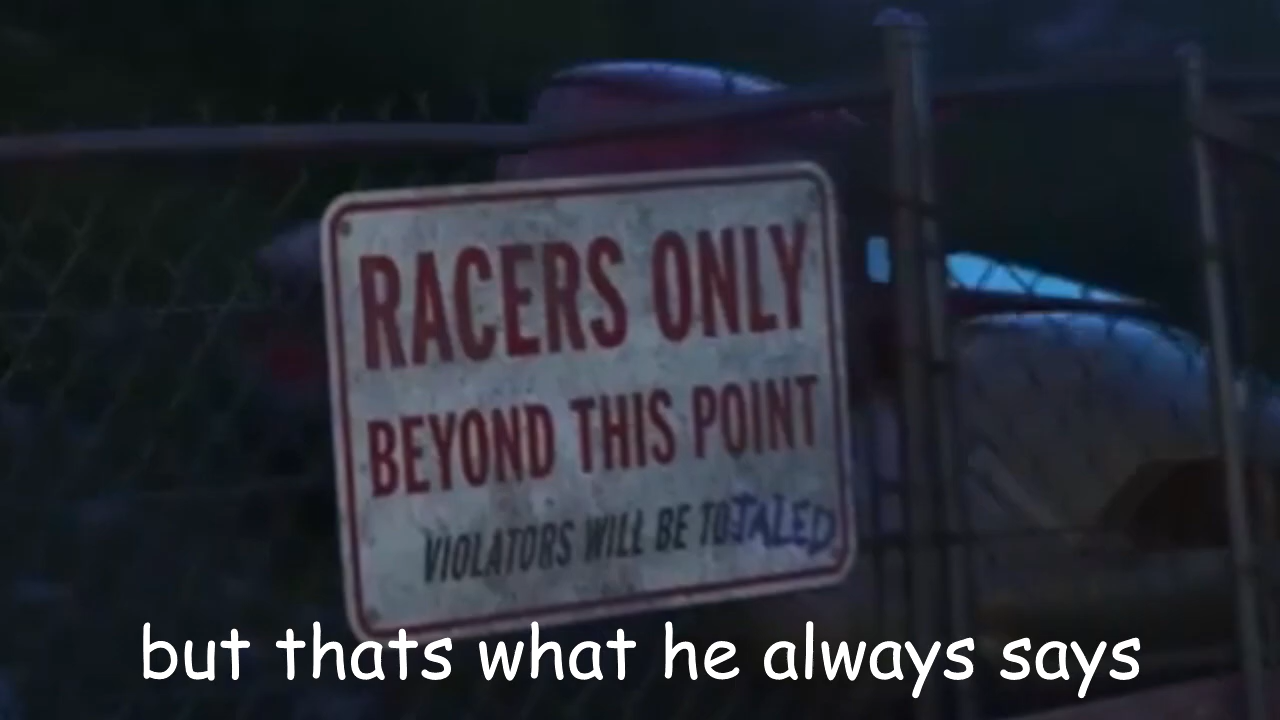 RACERS ONLY
BEYOND THIS POINT
VIOLATORS WILL BE TOTALED
but thats what he always says